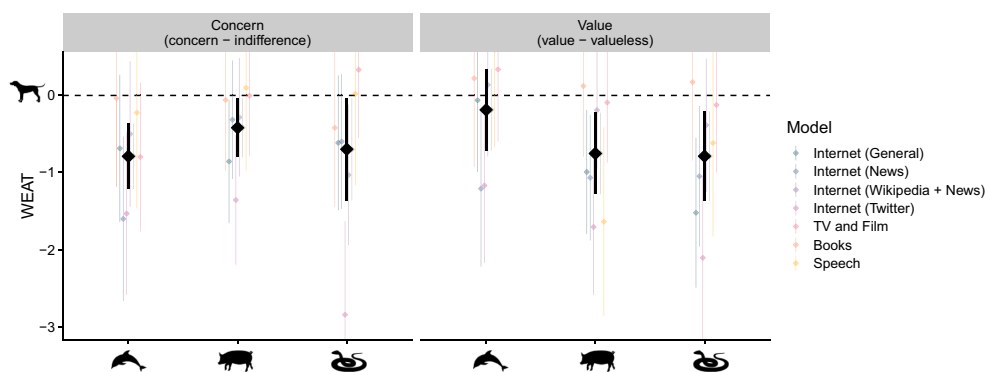 Concern
(concern − indifference)
Value
(value − valueless)
0
−1
−2
−3
WEAT
Model
Internet (General)
Internet (News)
Internet (Wikipedia + News)
Internet (Twitter)
TV and Film
Books
Speech